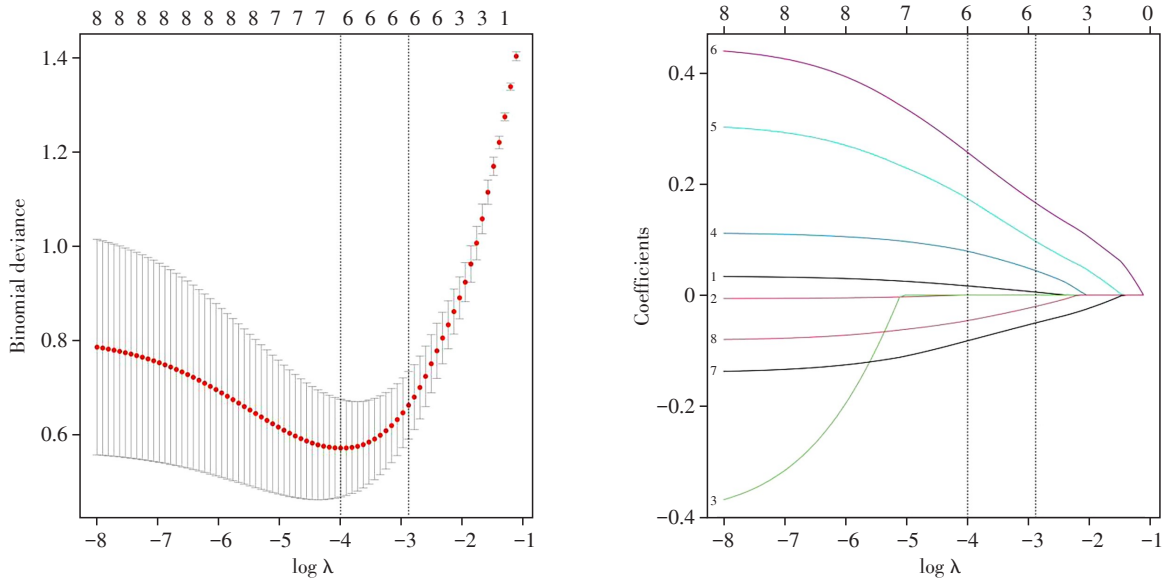 8 8 8 8 8 8 8 8 7 7 7 6 6 6 6 6 3 3 1
1.4
1.2
1.0
0.8
0.6
Binomial deviance
−8 −7 −6 −5 −4 −3 −2 −1
log λ
8 8 8 7 6 6 3 0
0.4
0.2
0
−0.2
−0.4
Coefficients
6
5
4
1
2
8
7
3
−8 −7 −6 −5 −4 −3 −2 −1
log λ